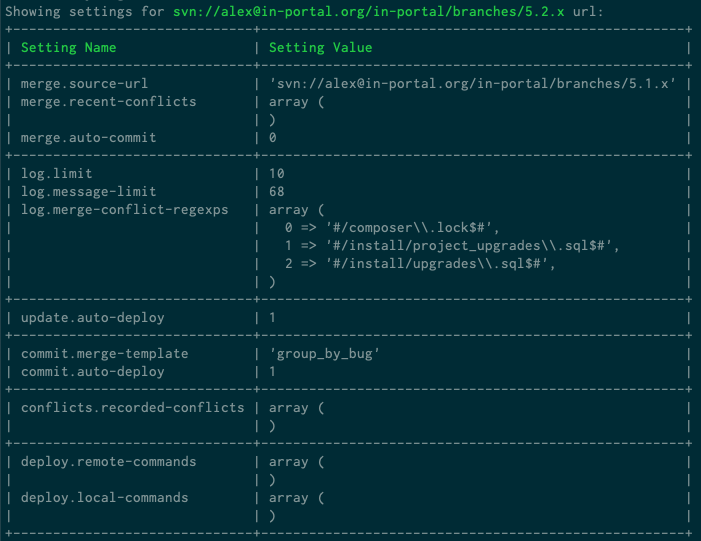 Showing settings for svn://alex@in-portal.org/in-portal/branches/5.2.x url:
+--------------------------+----------------------------------------------+
| Setting Name             | Setting Value                                |
+--------------------------+----------------------------------------------+
| merge.source-url         | 'svn://alex@in-portal.org/in-portal/branches/5.1.x' |
| merge.recent-conflicts   | array (                                      |
|                          | )                                            |
| merge.auto-commit        | 0                                            |
+--------------------------+----------------------------------------------+
| log.limit                | 10                                           |
| log.message-limit        | 68                                           |
| log.merge-conflict-regexps | array (                                    |
|                          |   0 => '#/composer\\.lock$#',                |
|                          |   1 => '#/install/project_upgrades\\.sql$#', |
|                          |   2 => '#/install/upgrades\\.sql$#',         |
|                          | )                                            |
+--------------------------+----------------------------------------------+
| update.auto-deploy       | 1                                            |
+--------------------------+----------------------------------------------+
| commit.merge-template    | 'group_by_bug'                               |
| commit.auto-deploy       | 1                                            |
+--------------------------+----------------------------------------------+
| conflicts.recorded-conflicts | array (                                  |
|                          | )                                            |
+--------------------------+----------------------------------------------+
| deploy.remote-commands   | array (                                      |
|                          | )                                            |
| deploy.local-commands    | array (                                      |
|                          | )                                            |
+--------------------------+----------------------------------------------+